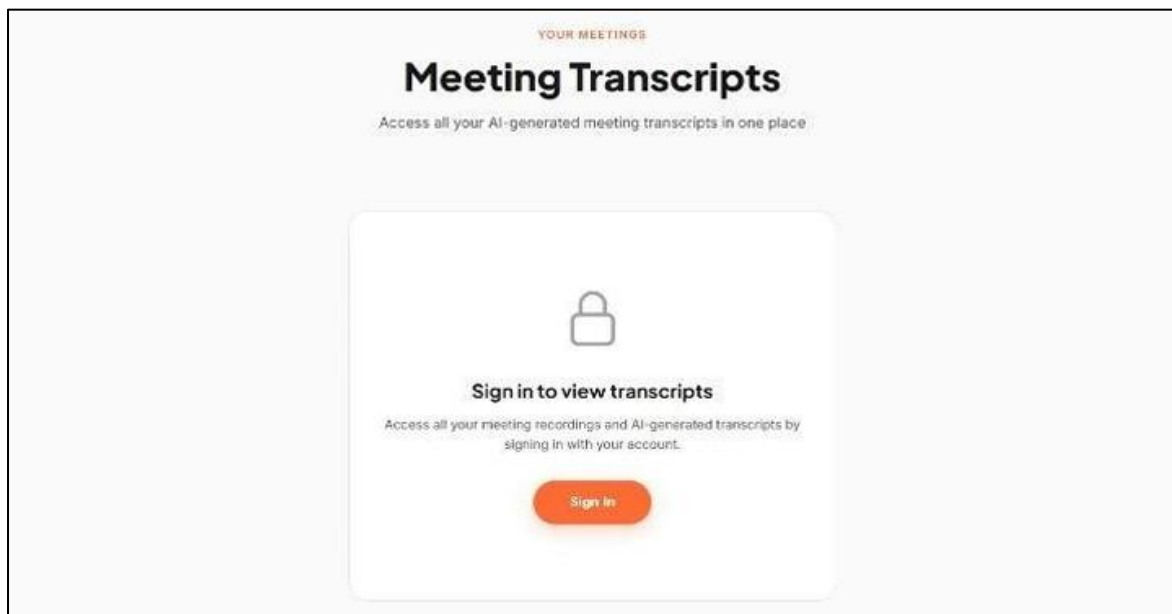 YOUR MEETINGS
Meeting Transcripts
Access all your AI-generated meeting transcripts in one place
Sign in to view transcripts
Access all your meeting recordings and AI-generated transcripts by
signing in with your account.
Sign In